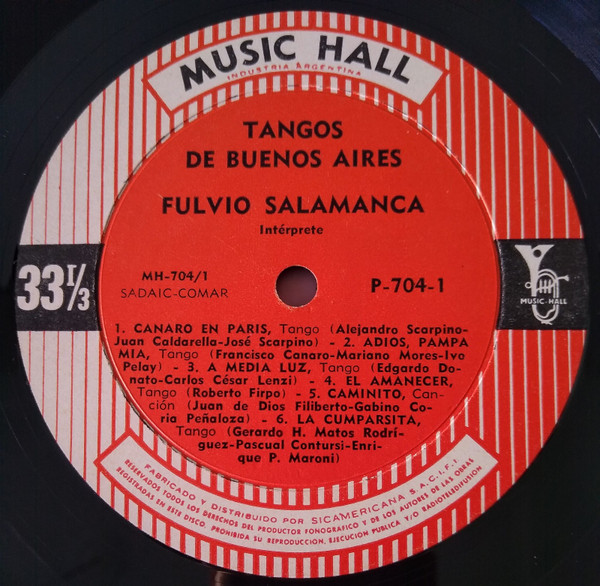 MUSIC HALL
INDUSTRIA ARGENTINA
TANGOS
DE BUENOS AIRES
FULVIO SALAMANCA
Intérprete
33 1/3
MH-704/1
SADAIC-COMAR
P-704-1
MUSIC-HALL
1. CANARO EN PARIS, Tango (Alejandro Scarpino-
Juan Caldarella-José Scarpino) - 2. ADIOS, PAMPA
MIA, Tango (Francisco Canaro-Mariano Mores-Ivo
Pelay) - 3. A MEDIA LUZ, Tango (Edgardo Do-
nato-Carlos César Lenzi) - 4. EL AMANECER,
Tango (Roberto Firpo) - 5. CAMINITO, Can-
ción (Juan de Dios Filiberto-Gabino Co-
ria Peñaloza) - 6. LA CUMPARSITA,
Tango (Gerardo H. Matos Rodrí-
guez-Pascual Contursi-Enri-
que P. Maroni)
FABRICADO Y DISTRIBUIDO POR SICAMERICANA S.A.C.I.F.I.
RESERVADOS TODOS LOS DERECHOS DEL PRODUCTOR FONOGRAFICO Y DE LOS AUTORES DE LAS OBRAS
REGISTRADAS EN ESTE DISCO. PROHIBIDA SU REPRODUCCION, EJECUCION PUBLICA Y/O RADIOTELEDIFUSION